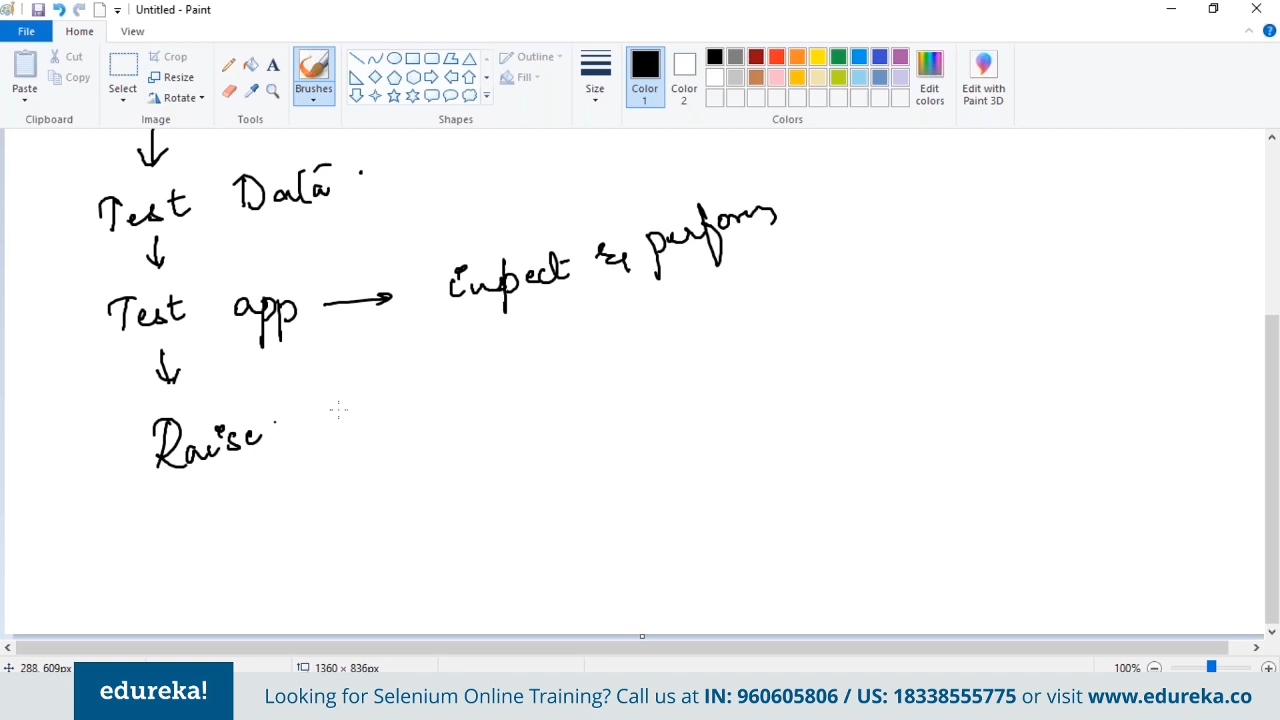 Untitled - Paint
File Home View
Paste
Cut
Copy
Clipboard
Select
Crop
Resize
Rotate
Image
A
Tools
Brushes
Outline
Fill
Shapes
Size
Color 1
Color 2
Edit colors
Edit with Paint 3D
Colors
Test Data
Test app → inpect & perform
Raise
288, 609px
1360 × 836px
100%
edureka!
Looking for Selenium Online Training? Call us at IN: 960605806 / US: 18338555775 or visit www.edureka.co